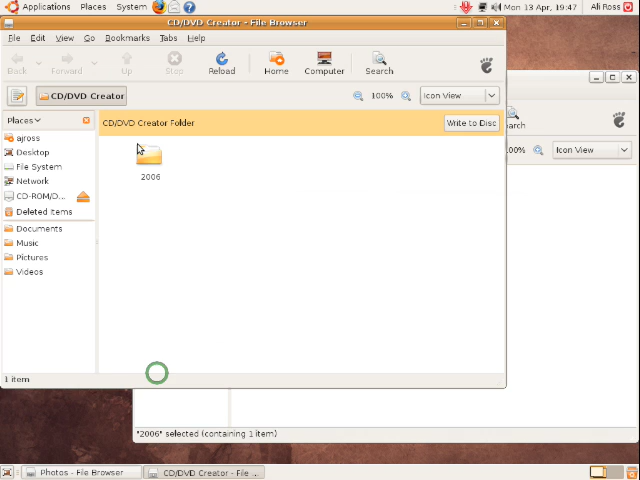 Applications Places System Mon 13 Apr, 19:47 Ali Ross
CD/DVD Creator - File Browser
File Edit View Go Bookmarks Tabs Help
Back Forward Up Stop Reload Home Computer Search
CD/DVD Creator 100% Icon View
Places
CD/DVD Creator Folder Write to Disc
ajross
Desktop
File System
Network
CD-ROM/D...
Deleted Items
Documents
Music
Pictures
Videos
2006
1 item
earch
00% Icon View
"2006" selected (containing 1 item)
Photos - File Browser CD/DVD Creator - File ...